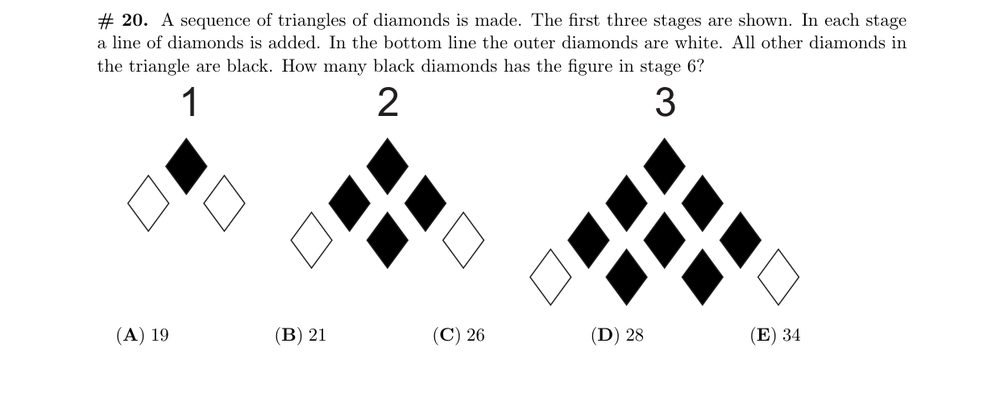 # 20. A sequence of triangles of diamonds is made. The first three stages are shown. In each stage
a line of diamonds is added. In the bottom line the outer diamonds are white. All other diamonds in
the triangle are black. How many black diamonds has the figure in stage 6?
1 2 3
(A) 19 (B) 21 (C) 26 (D) 28 (E) 34